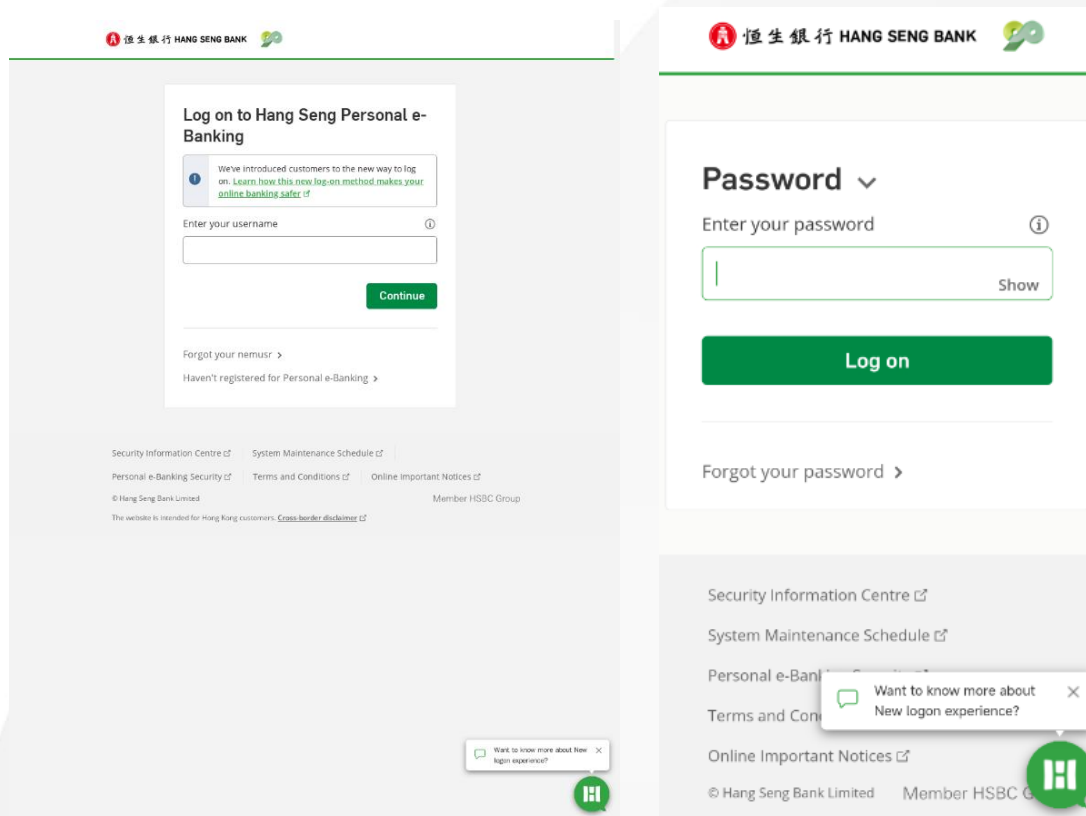 恒生銀行 HANG SENG BANK 90
Log on to Hang Seng Personal e-
Banking
We've introduced customers to the new way to log
on. Learn how this new log-on method makes your
online banking safer
Enter your username
Continue
Forgot your nemusr
Haven't registered for Personal e-Banking
Security Information Centre System Maintenance Schedule
Personal e-Banking Security Terms and Conditions Online Important Notices
© Hang Seng Bank Limited Member HSBC Group
The website is intended for Hong Kong customers. Cross-border disclaimer
Want to know more about New
logon experience?
H
恒生銀行 HANG SENG BANK 90
Password
Enter your password
Show
Log on
Forgot your password
Security Information Centre
System Maintenance Schedule
Personal e-Bank
Want to know more about
New logon experience?
Terms and Con
Online Important Notices
© Hang Seng Bank Limited Member HSBC G
H